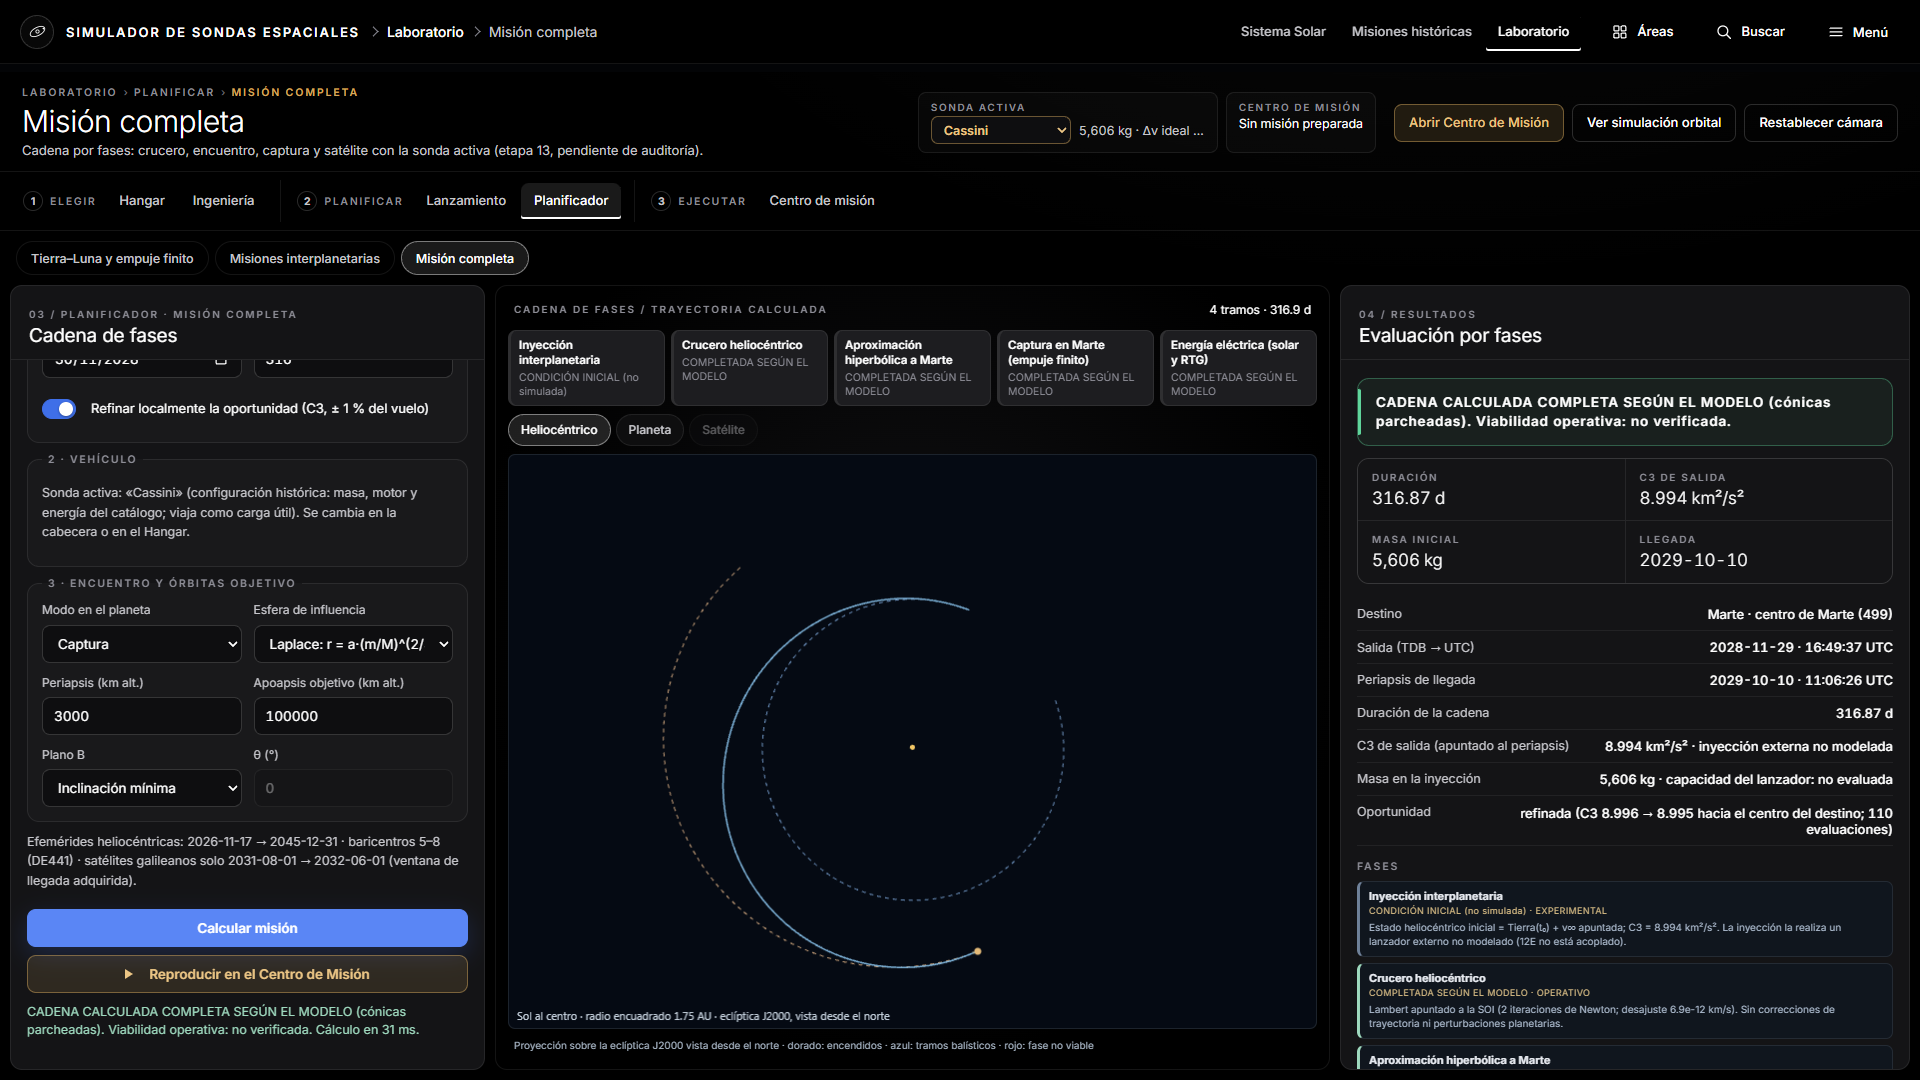 SIMULADOR DE SONDAS ESPACIALES > Laboratorio > Misión completa
Sistema Solar
Misiones históricas
Laboratorio
Áreas
Buscar
Menú
LABORATORIO › PLANIFICAR › MISIÓN COMPLETA
Misión completa
Cadena por fases: crucero, encuentro, captura y satélite con la sonda activa (etapa 13, pendiente de auditoría).
SONDA ACTIVA
Cassini
5,606 kg · Δv ideal ...
CENTRO DE MISIÓN
Sin misión preparada
Abrir Centro de Misión
Ver simulación orbital
Restablecer cámara
1 ELEGIR
Hangar
Ingeniería
2 PLANIFICAR
Lanzamiento
Planificador
3 EJECUTAR
Centro de misión
Tierra–Luna y empuje finito
Misiones interplanetarias
Misión completa
03 / PLANIFICADOR · MISIÓN COMPLETA
Cadena de fases
30/11/2028
316
Refinar localmente la oportunidad (C3, ± 1 % del vuelo)
2 · VEHÍCULO
Sonda activa: «Cassini» (configuración histórica: masa, motor y
energía del catálogo; viaja como carga útil). Se cambia en la
cabecera o en el Hangar.
3 · ENCUENTRO Y ÓRBITAS OBJETIVO
Modo en el planeta
Esfera de influencia
Captura
Laplace: r = a·(m/M)^(2/
Periapsis (km alt.)
Apoapsis objetivo (km alt.)
3000
100000
Plano B
θ (°)
Inclinación mínima
0
Efemérides heliocéntricas: 2026-11-17 → 2045-12-31 · baricentros 5–8
(DE441) · satélites galileanos solo 2031-08-01 → 2032-06-01 (ventana de
llegada adquirida).
Calcular misión
Reproducir en el Centro de Misión
CADENA CALCULADA COMPLETA SEGÚN EL MODELO (cónicas
parcheadas). Viabilidad operativa: no verificada. Cálculo en 31 ms.
CADENA DE FASES / TRAYECTORIA CALCULADA
4 tramos · 316.9 d
Inyección
interplanetaria
CONDICIÓN INICIAL (no
simulada)
Crucero heliocéntrico
COMPLETADA SEGÚN EL
MODELO
Aproximación
hiperbólica a Marte
COMPLETADA SEGÚN EL
MODELO
Captura en Marte
(empuje finito)
COMPLETADA SEGÚN EL
MODELO
Energía eléctrica (solar
y RTG)
COMPLETADA SEGÚN EL
MODELO
Heliocéntrico
Planeta
Satélite
Sol al centro · radio encuadrado 1.75 AU · eclíptica J2000, vista desde el norte
Proyección sobre la eclíptica J2000 vista desde el norte · dorado: encendidos · azul: tramos balísticos · rojo: fase no viable
04 / RESULTADOS
Evaluación por fases
CADENA CALCULADA COMPLETA SEGÚN EL MODELO (cónicas
parcheadas). Viabilidad operativa: no verificada.
DURACIÓN
316.87 d
C3 DE SALIDA
8.994 km²/s²
MASA INICIAL
5,606 kg
LLEGADA
2029-10-10
Destino
Marte · centro de Marte (499)
Salida (TDB → UTC)
2028-11-29 · 16:49:37 UTC
Periapsis de llegada
2029-10-10 · 11:06:26 UTC
Duración de la cadena
316.87 d
C3 de salida (apuntado al periapsis)
8.994 km²/s² · inyección externa no modelada
Masa en la inyección
5,606 kg · capacidad del lanzador: no evaluada
Oportunidad
refinada (C3 8.996 → 8.995 hacia el centro del destino; 110
evaluaciones)
FASES
Inyección interplanetaria
CONDICIÓN INICIAL (no simulada) · EXPERIMENTAL
Estado heliocéntrico inicial = Tierra(t₀) + v∞ apuntada; C3 = 8.994 km²/s². La inyección la realiza un
lanzador externo no modelado (12E no está acoplado).
Crucero heliocéntrico
COMPLETADA SEGÚN EL MODELO · OPERATIVO
Lambert apuntado a la SOI (2 iteraciones de Newton; desajuste 6.9e-12 km/s). Sin correcciones de
trayectoria ni perturbaciones planetarias.
Aproximación hiperbólica a Marte